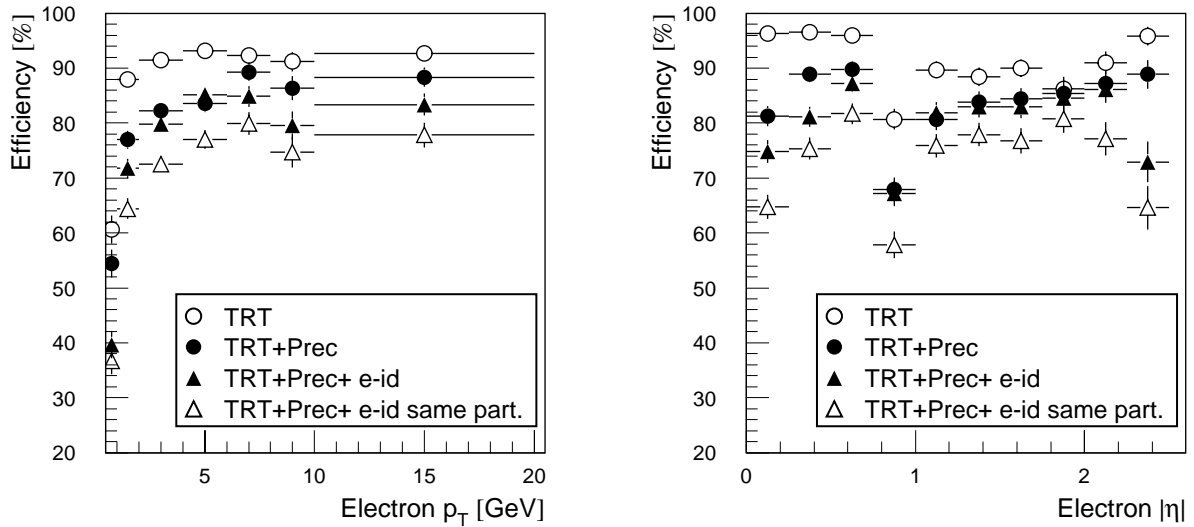 Efficiency [%]
100
90
80
70
60
50
40
30
20
TRT
TRT+Prec
TRT+Prec+ e-id
TRT+Prec+ e-id same part.
5
10
15
20
Electron p_T [GeV]
Efficiency [%]
100
90
80
70
60
50
40
30
20
TRT
TRT+Prec
TRT+Prec+ e-id
TRT+Prec+ e-id same part.
0
1
2
Electron |η|